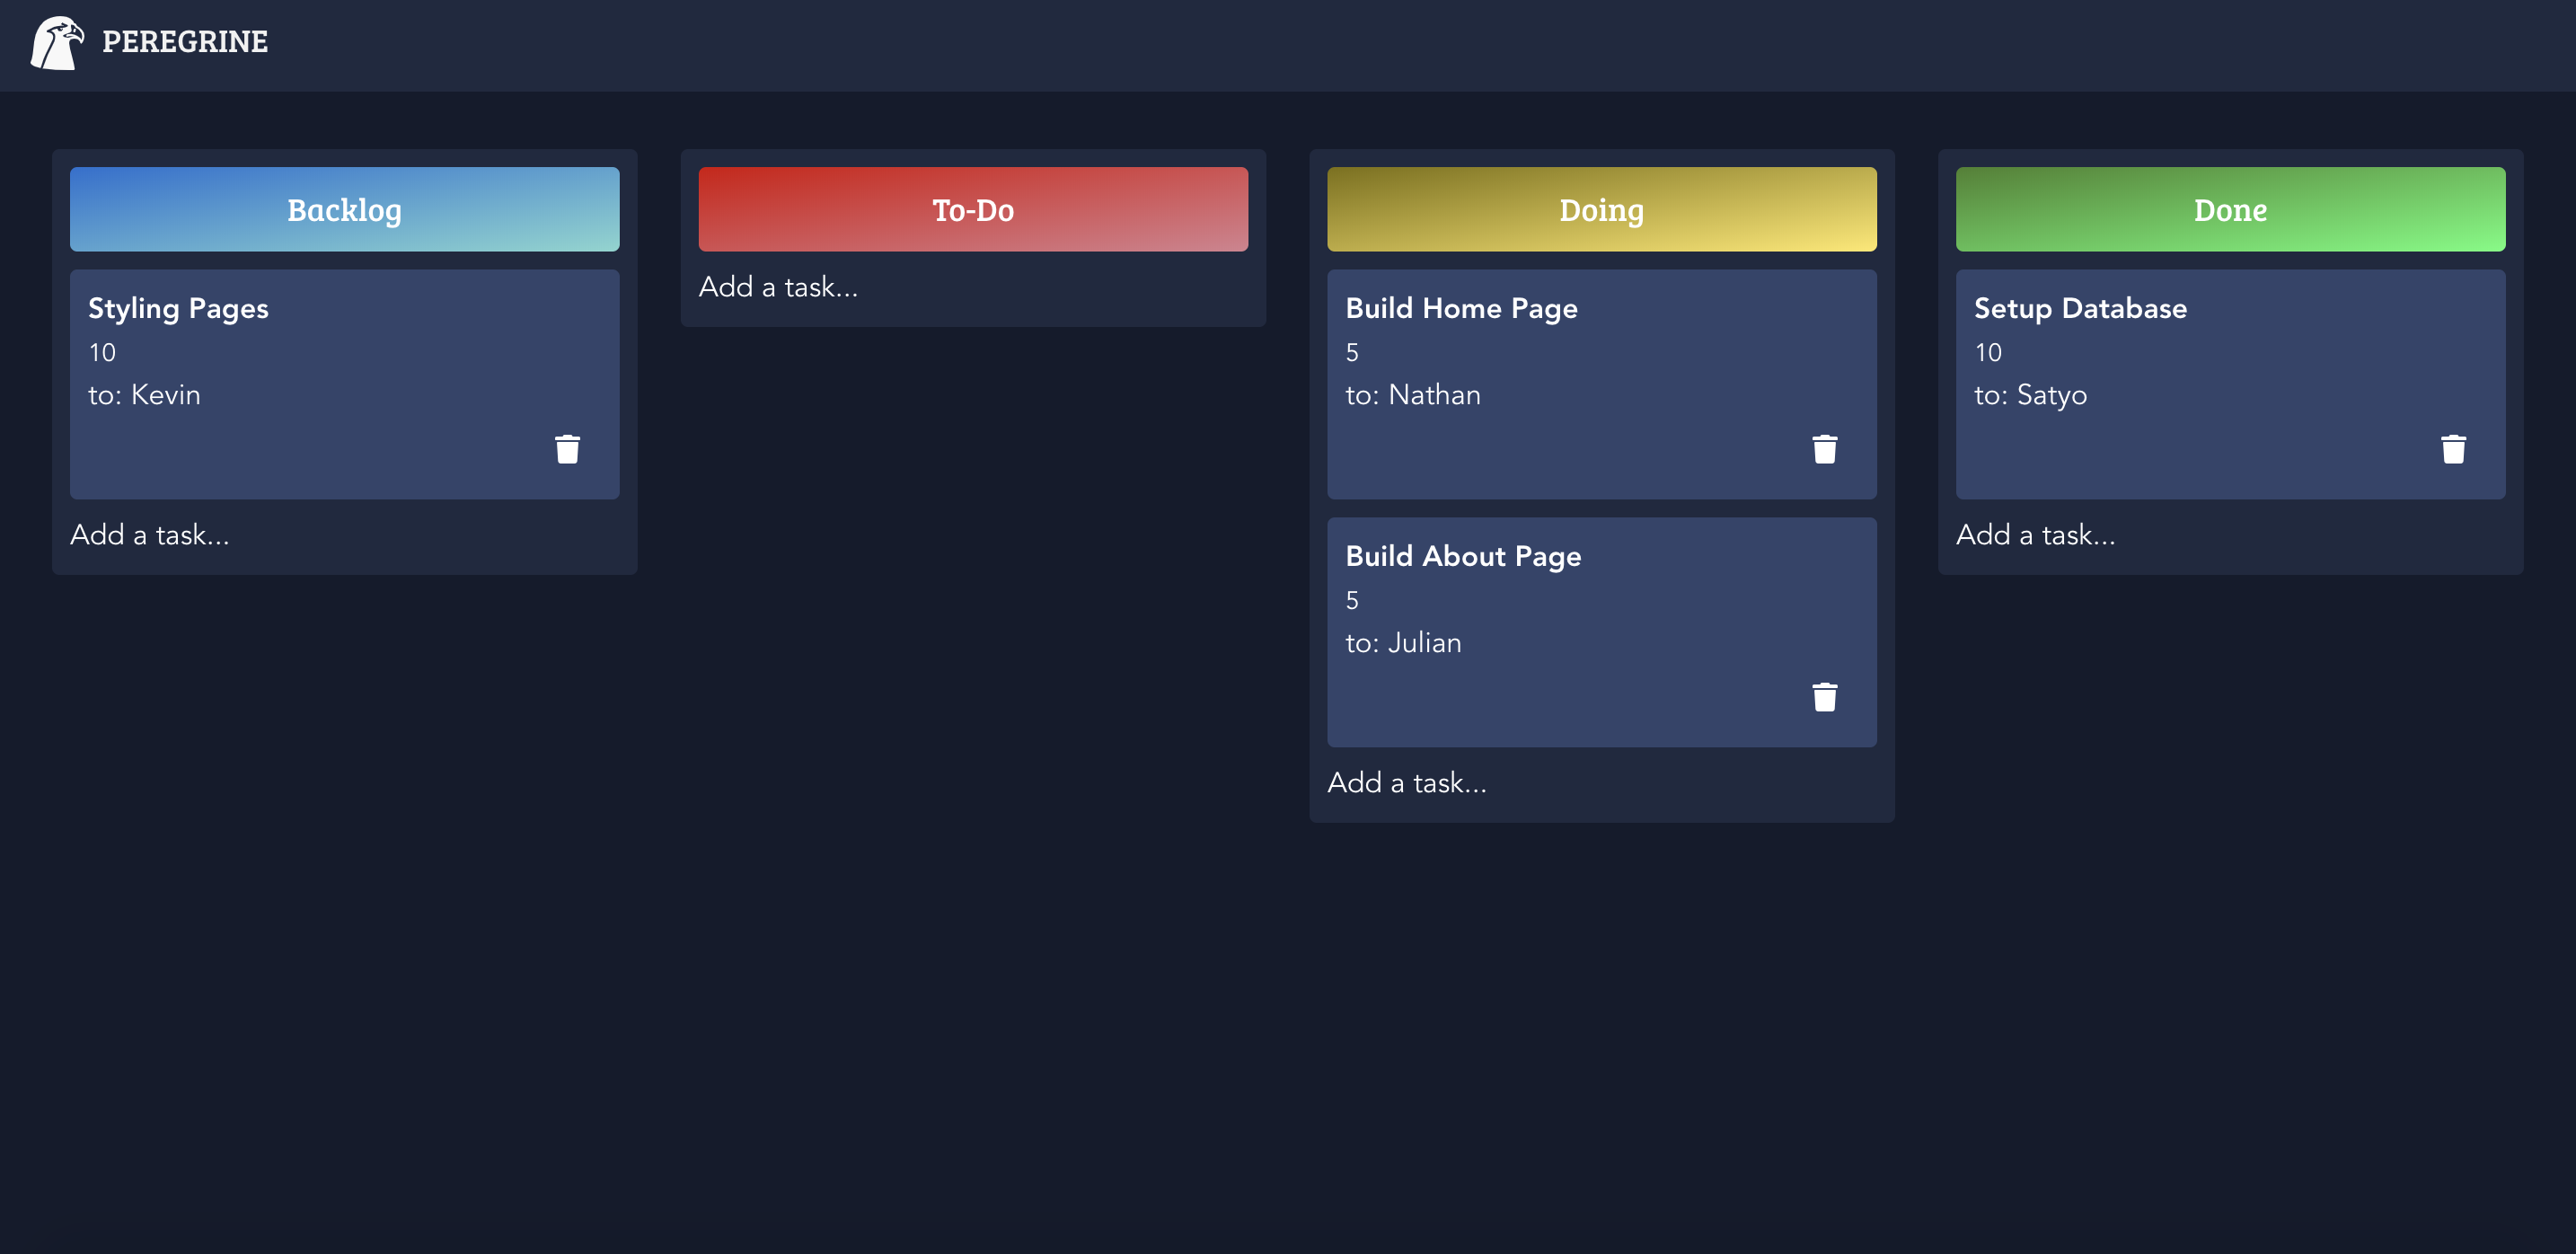 PEREGRINE
Backlog
Styling Pages
10
to: Kevin
Add a task...
To-Do
Add a task...
Doing
Build Home Page
5
to: Nathan
Build About Page
5
to: Julian
Add a task...
Done
Setup Database
10
to: Satyo
Add a task...